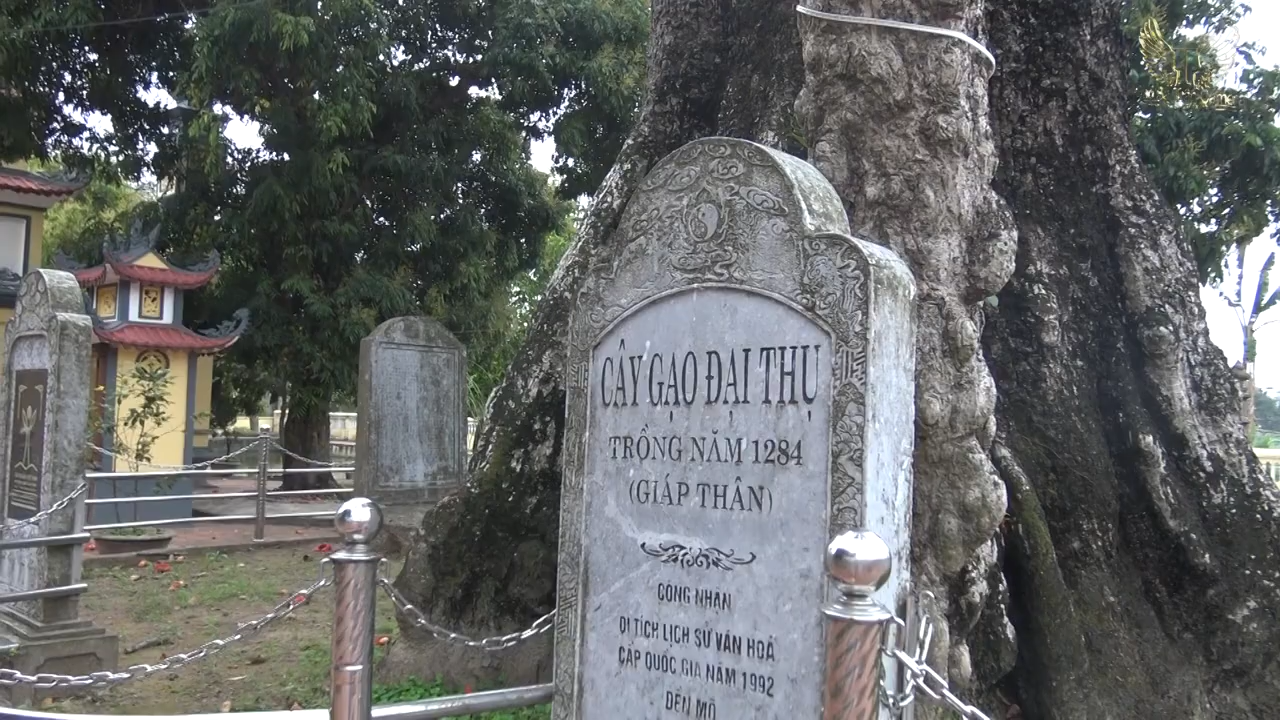 CÂY GẠO ĐẠI THỤ
TRỒNG NĂM 1284
(GIÁP THÂN)
CÔNG NHẬN
DI TÍCH LỊCH SỬ VĂN HOÁ
CẤP QUỐC GIA NĂM 1992
ĐỀN MÕ